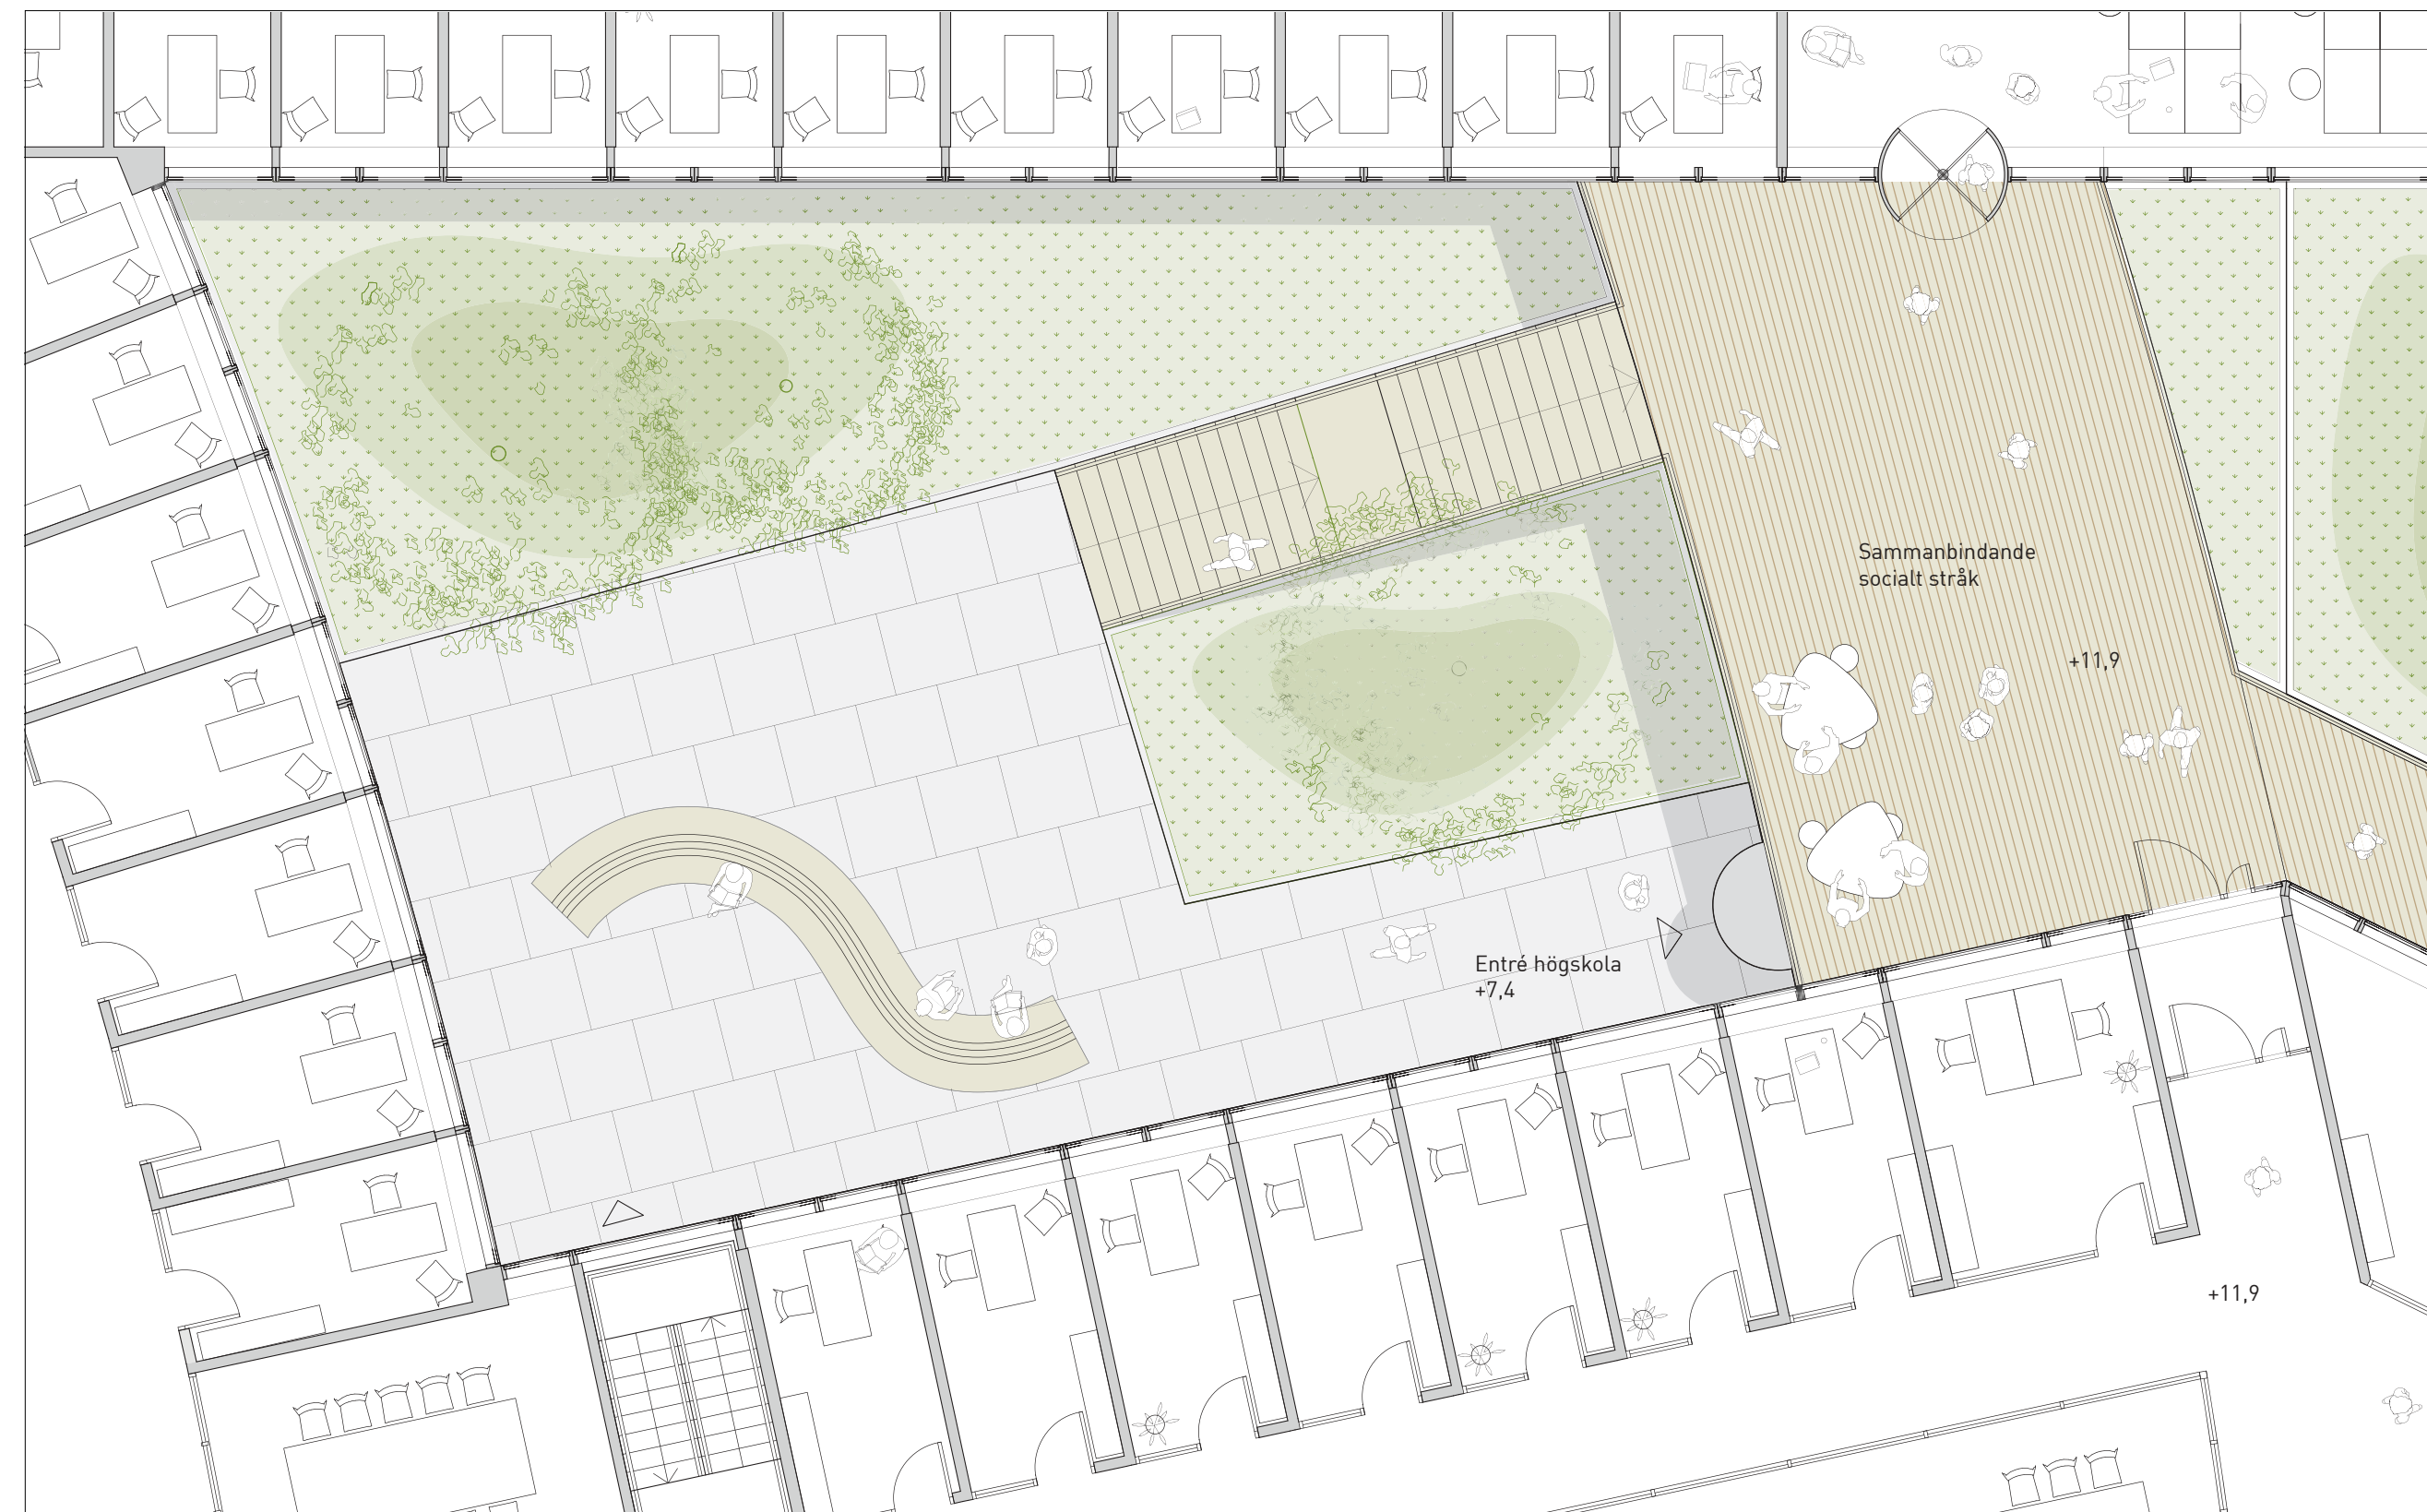 Sammanbindande
socialt stråk
+11,9
Entré högskola
+7,4
+11,9